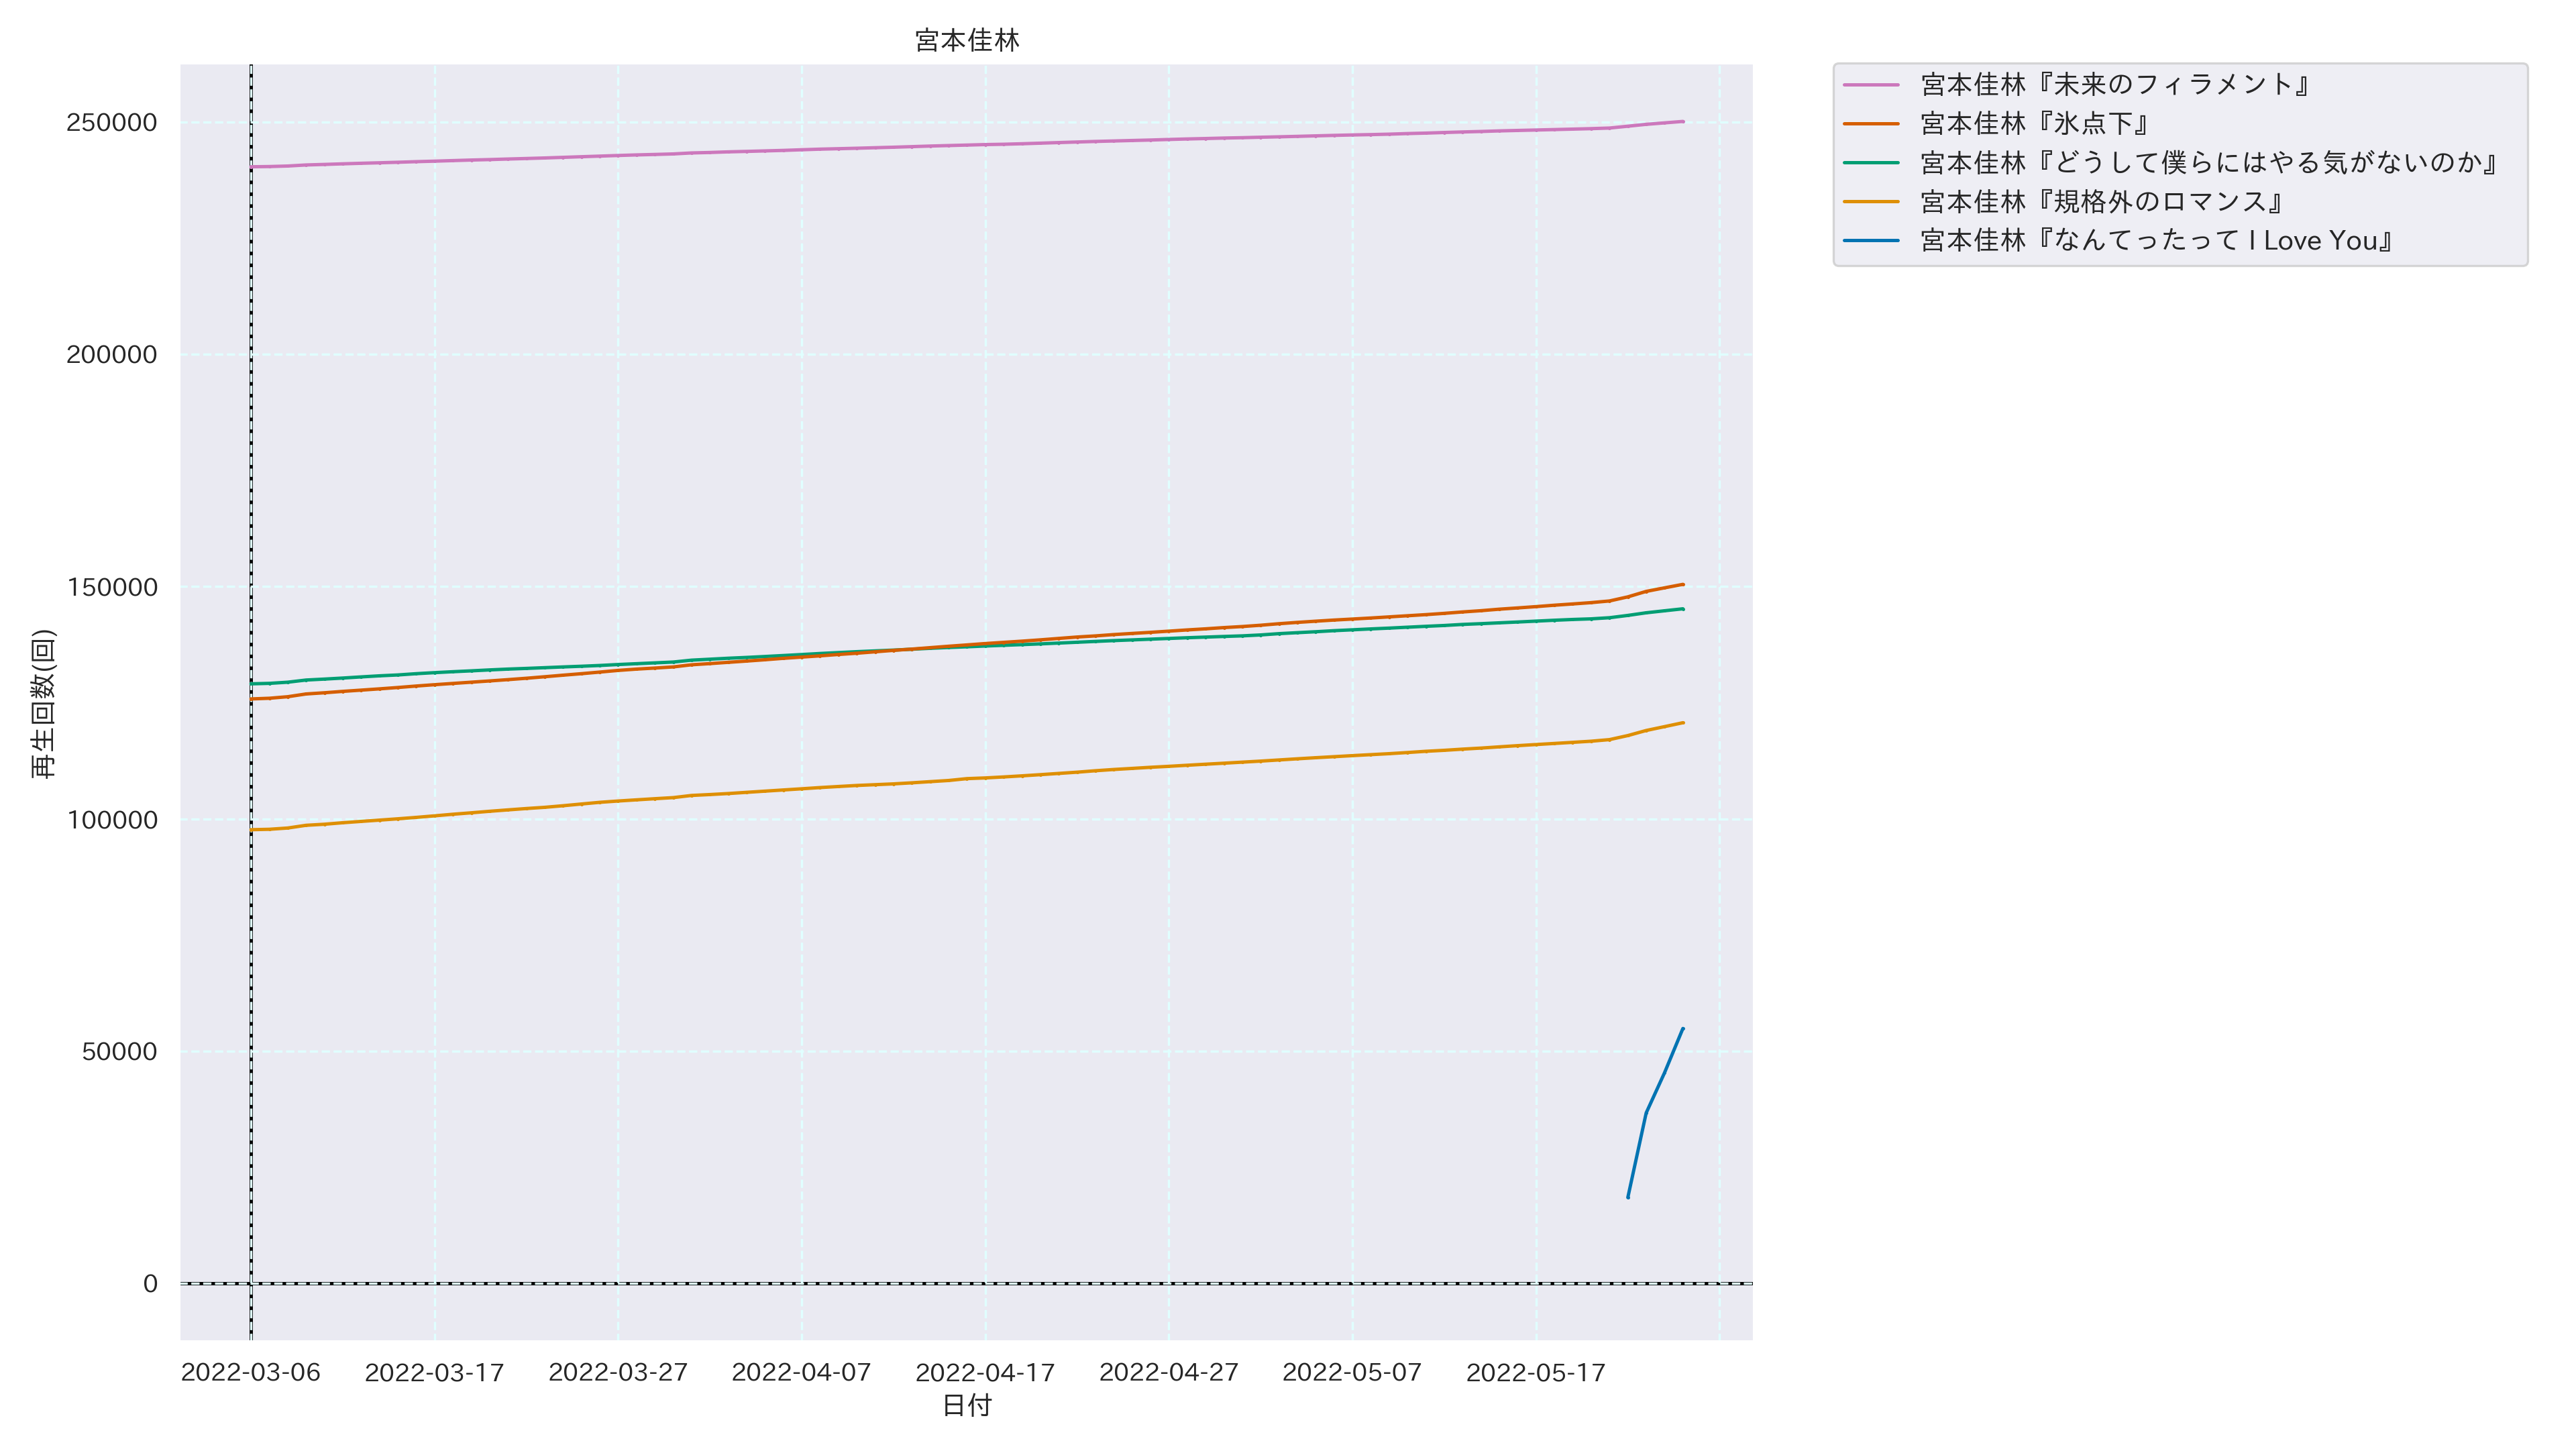 宮本佳林
250000
200000
150000
100000
50000
0
再生回数(回)
2022-03-06
2022-03-17
2022-03-27
2022-04-07
2022-04-17
2022-04-27
2022-05-07
2022-05-17
日付
宮本佳林『未来のフィラメント』
宮本佳林『氷点下』
宮本佳林『どうして僕らにはやる気がないのか』
宮本佳林『規格外のロマンス』
宮本佳林『なんてったって I Love You』